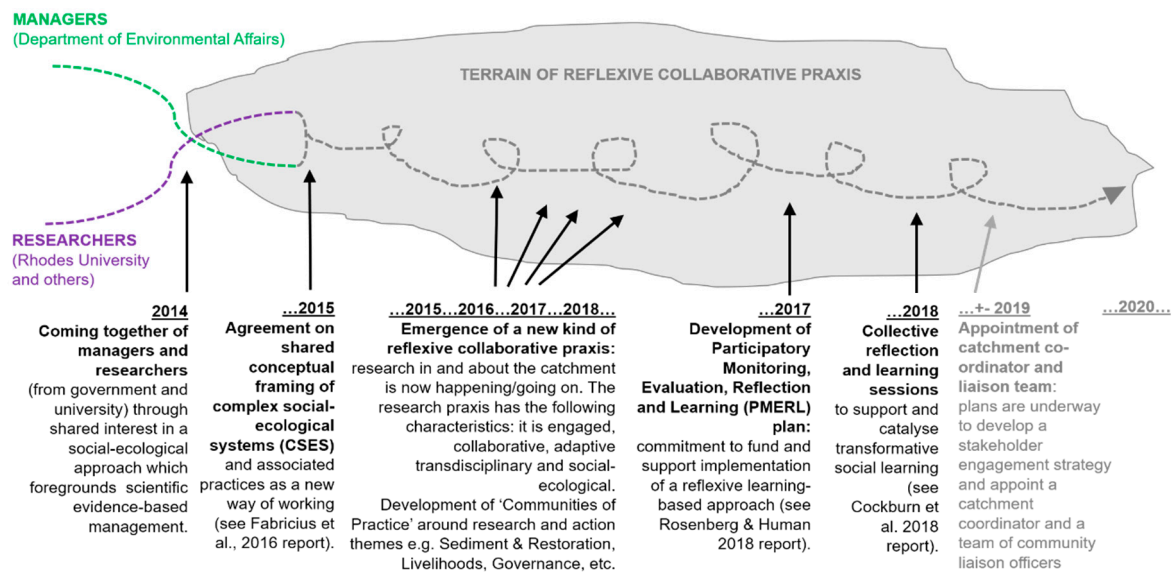 MANAGERS
(Department of Environmental Affairs)
TERRAIN OF REFLEXIVE COLLABORATIVE PRAXIS
RESEARCHERS
(Rhodes University
and others)
2014
Coming together of
managers and
researchers
(from government and
university) through
shared interest in a
social-ecological
approach which
foregrounds scientific
evidence-based
management.
...2015
Agreement on
shared
conceptual
framing of
complex social-
ecological
systems (CSES)
and associated
practices as a new
way of working
(see Fabricius et
al., 2016 report).
...2015...2016...2017...2018...
Emergence of a new kind of
reflexive collaborative praxis:
research in and about the catchment
is now happening/going on. The
research praxis has the following
characteristics: it is engaged,
collaborative, adaptive
transdisciplinary and social-
ecological.
Development of ‘Communities of
Practice’ around research and action
themes e.g. Sediment & Restoration,
Livelihoods, Governance, etc.
...2017
Development of
Participatory
Monitoring,
Evaluation, Reflection
and Learning (PMERL)
plan:
commitment to fund and
support implementation
of a reflexive learning-
based approach (see
Rosenberg & Human
2018 report).
...2018
Collective
reflection
and learning
sessions
to support and
catalyse
transformative
social learning
(see
Cockburn et
al. 2018
report).
...+- 2019
Appointment of
catchment co-
ordinator and
liaison team:
plans are underway
to develop a
stakeholder
engagement strategy
and appoint a
catchment
coordinator and a
team of community
liaison officers
...2020...